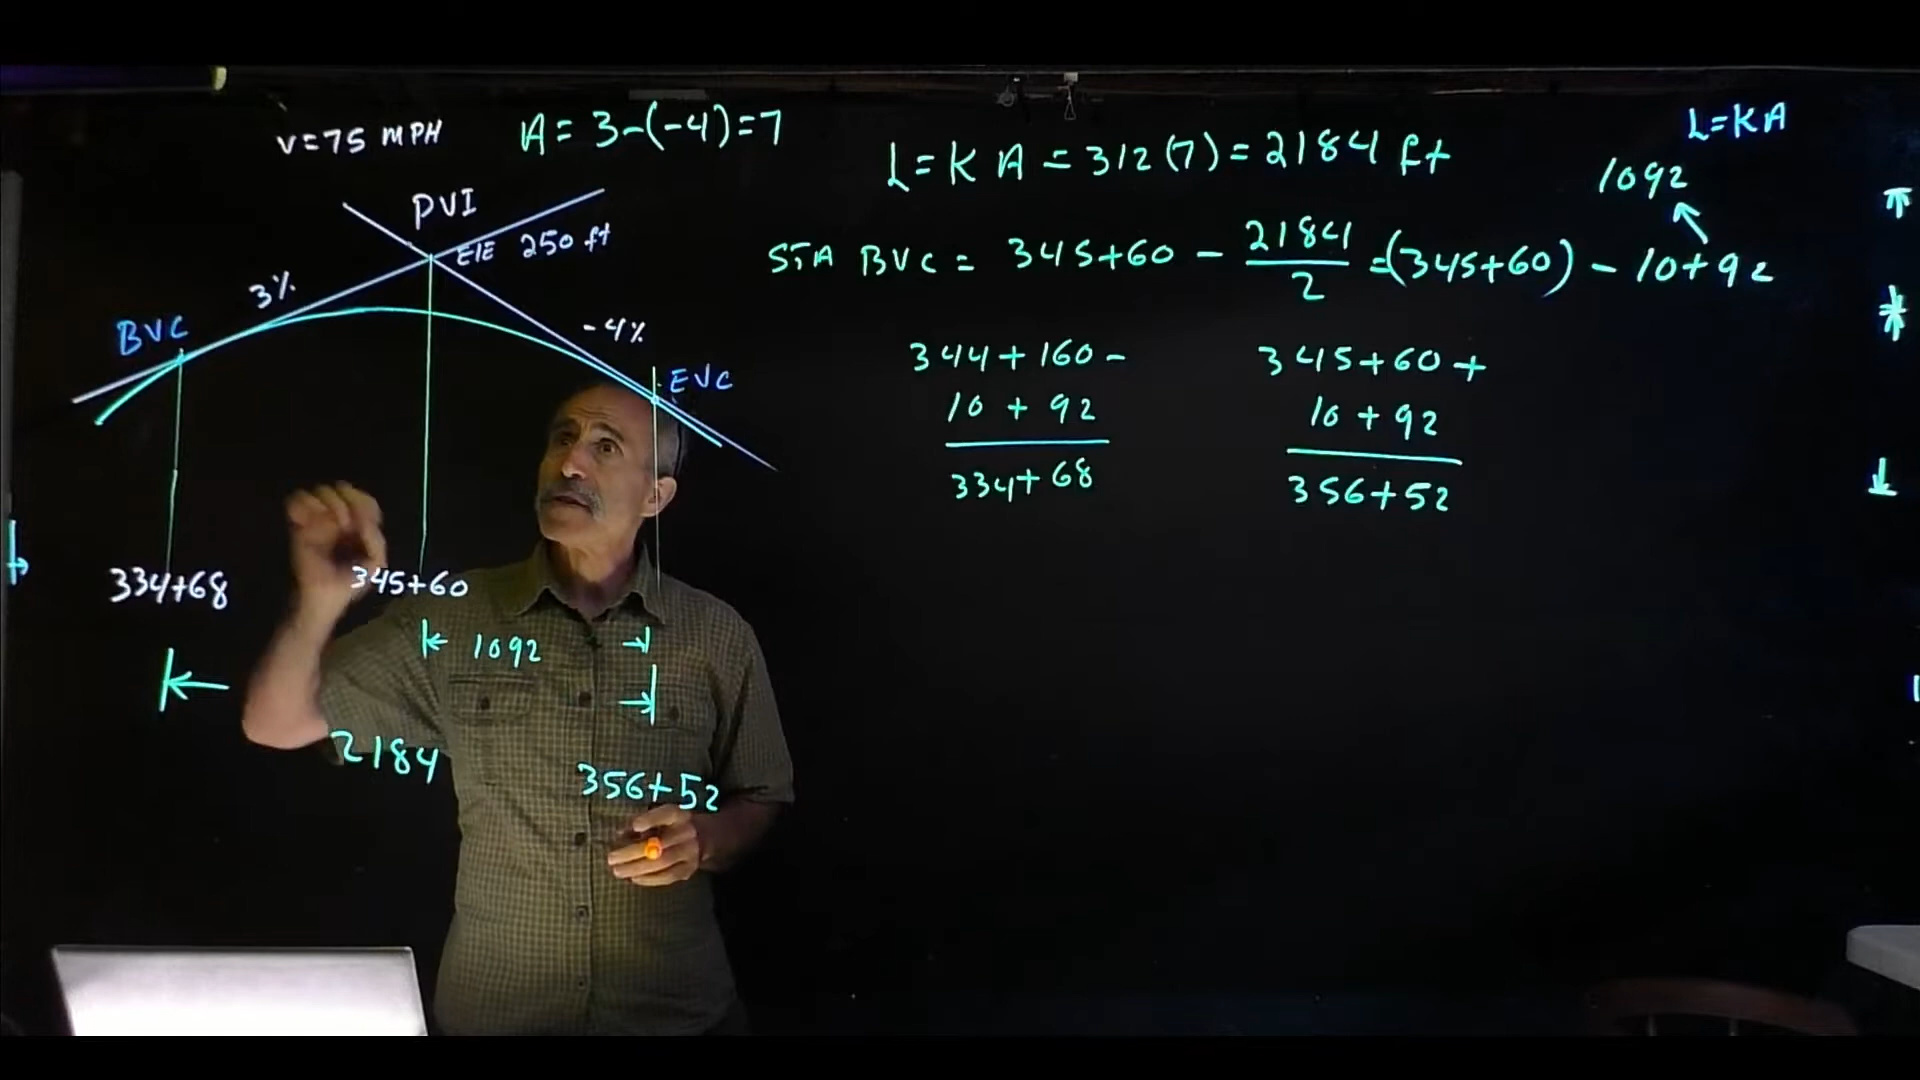 V=75 MPH
A = 3-(-4)=7
L=KA
L=KA = 312(7) = 2184 ft
1092
PVI
ElE 250 ft
STA BVC = 345+60 - 2184/2 = (345+60) - 10+92
3%
-4%
BVC
EVC
344+160 -
10 + 92
334+68
345+60 +
10 + 92
356+52
334+68
345+60
1092
2184
356+52